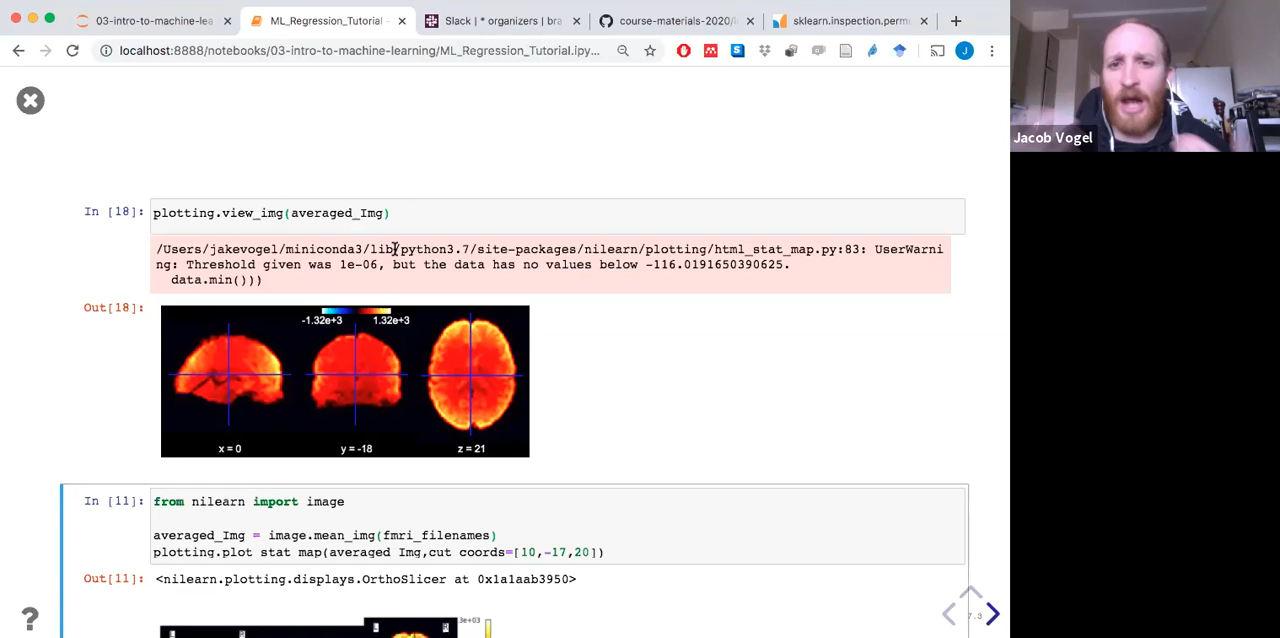 03-intro-to-machine-lea
ML_Regression_Tutorial
Slack | * organizers | bra
course-materials-2020/
sklearn.inspection.perm
localhost:8888/notebooks/03-intro-to-machine-learning/ML_Regression_Tutorial.ipy...
J
Jacob Vogel
In [18]: plotting.view_img(averaged_Img)
/Users/jakevogel/miniconda3/lib/python3.7/site-packages/nilearn/plotting/html_stat_map.py:83: UserWarni
ng: Threshold given was 1e-06, but the data has no values below -116.0191650390625.
data.min()))
Out[18]:
-1.32e+3 1.32e+3
x = 0 y = -18 z = 21
In [11]: from nilearn import image
averaged_Img = image.mean_img(fmri_filenames)
plotting.plot_stat_map(averaged_Img,cut_coords=[10,-17,20])
Out[11]: <nilearn.plotting.displays.OrthoSlicer at 0x1a1aab3950>
L R L R
?
7.3